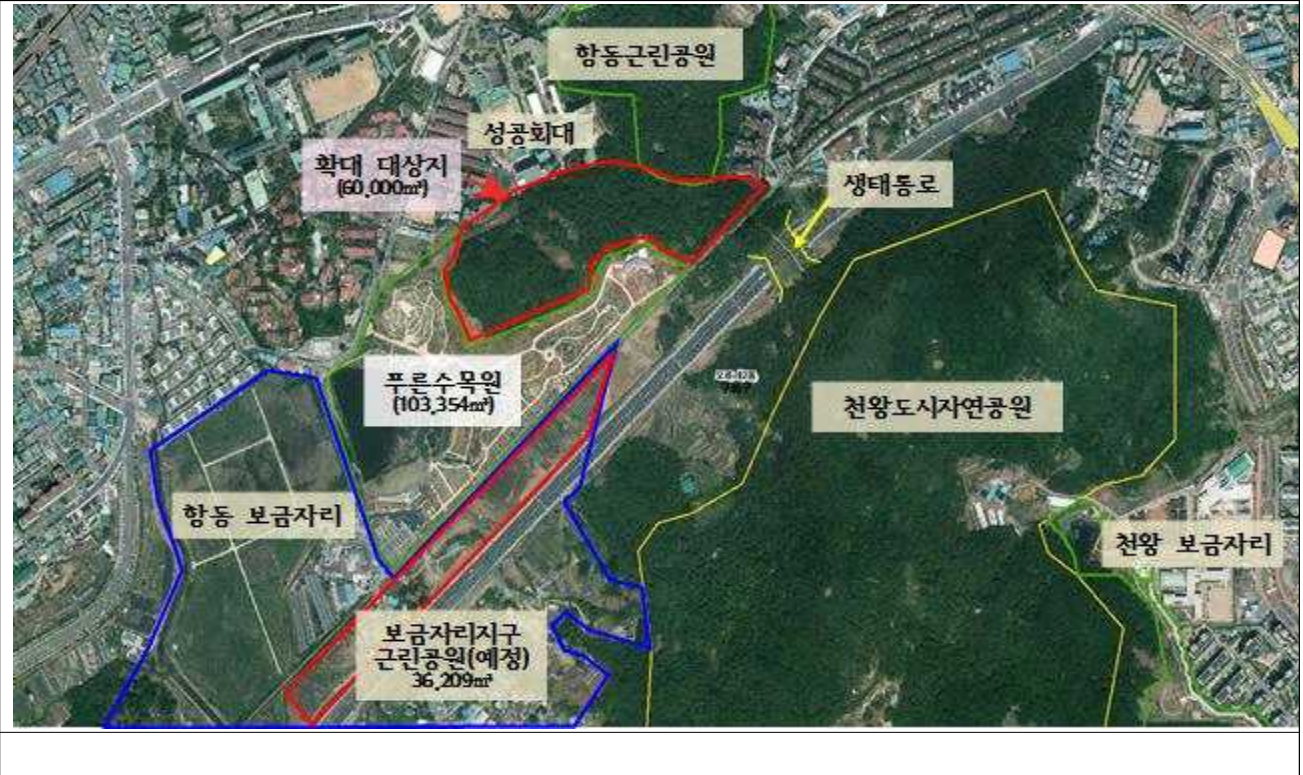 항동근린공원
성공회대
확대 대상지
(60,000㎡)
생태통로
푸른수목원
(103,354㎡)
천왕도시자연공원
항동 보금자리
천왕 보금자리
보금자리지구
근린공원(예정)
36,209㎡